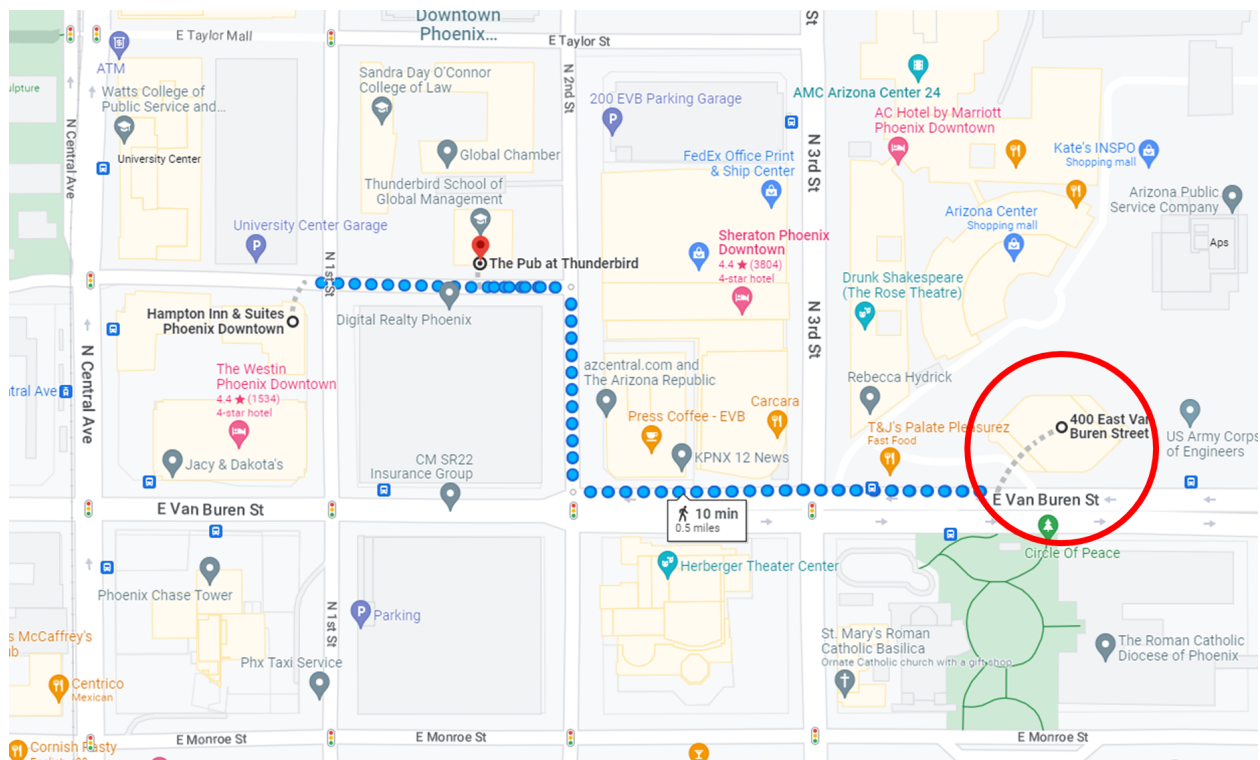 Downtown
Phoenix...
St
E Taylor Mall
E Taylor St
ATM
ulpture
Watts College of
Public Service and...
University Center
N Central Ave
Sandra Day O'Connor
College of Law
Global Chamber
Thunderbird School of
Global Management
N 2nd St
200 EVB Parking Garage
FedEx Office Print
& Ship Center
AMC Arizona Center 24
AC Hotel by Marriott
Phoenix Downtown
Kate's INSPO
Shopping mall
Arizona Public
Service Company
Aps
Arizona Center
Shopping mall
N 3rd St
University Center Garage
N 1st St
The Pub at Thunderbird
Sheraton Phoenix
Downtown
4.4 ★ (3804)
4-star hotel
Drunk Shakespeare
(The Rose Theatre)
Hampton Inn & Suites
Phoenix Downtown
Digital Realty Phoenix
N 3rd St
N Central Ave
The Westin
Phoenix Downtown
4.4 ★ (1534)
4-star hotel
ntral Ave
azcentral.com and
The Arizona Republic
Press Coffee - EVB
Carcara
KPNX 12 News
Rebecca Hydrick
T&J's Palate Pleasurez
Fast Food
400 East Van
Buren Street
US Army Corps
of Engineers
Jacy & Dakota's
CM SR22
Insurance Group
E Van Buren St
10 min
0.5 miles
E Van Buren St
Circle Of Peace
Herberger Theater Center
Phoenix Chase Tower
N 1st St
Parking
Phx Taxi Service
s McCaffrey's
ub
Centrico
Mexican
St. Mary's Roman
Catholic Basilica
Ornate Catholic church with a gift shop
The Roman Catholic
Diocese of Phoenix
E Monroe St
E Monroe St
E Monroe St
Cornish Pasty